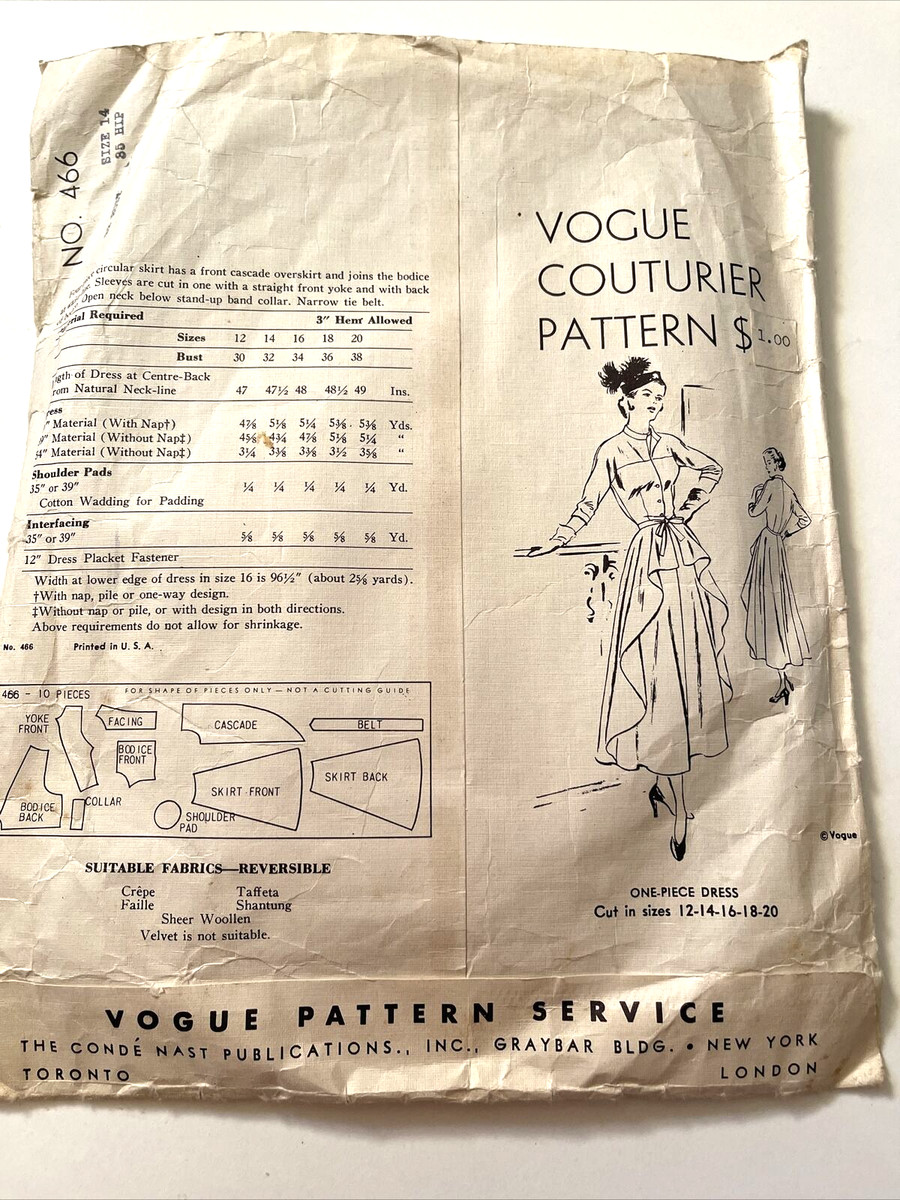 NO. 466
SIZE 14
35 HIP
circular skirt has a front cascade overskirt and joins the bodice
Sleeves are cut in one with a straight front yoke and with back
Open neck below stand-up band collar. Narrow tie belt.
Required 3" Hem Allowed
Sizes 12 14 16 18 20
Bust 30 32 34 36 38
of Dress at Centre-Back
from Natural Neck-line 47 47½ 48 48½ 49 Ins.
Material (With Nap†) 4⅞ 5⅛ 5¼ 5⅜ 5⅜ Yds.
Material (Without Nap‡) 4⅝ 4¾ 4⅞ 5⅛ 5¼ "
54" Material (Without Nap‡) 3¼ 3⅜ 3⅜ 3½ 3⅝ "
Shoulder Pads
35" or 39" ¼ ¼ ¼ ¼ ¼ Yd.
Cotton Wadding for Padding
Interfacing
35" or 39" ⅝ ⅝ ⅝ ⅝ ⅝ Yd.
12" Dress Placket Fastener
Width at lower edge of dress in size 16 is 96½" (about 2⅝ yards).
†With nap, pile or one-way design.
‡Without nap or pile, or with design in both directions.
Above requirements do not allow for shrinkage.
No. 466 Printed in U. S. A.
466 - 10 PIECES FOR SHAPE OF PIECES ONLY — NOT A CUTTING GUIDE
YOKE FRONT
FACING
CASCADE
BELT
BODICE FRONT
SKIRT FRONT
SKIRT BACK
BODICE BACK
COLLAR
SHOULDER PAD
SUITABLE FABRICS—REVERSIBLE
Crêpe Taffeta
Faille Shantung
Sheer Woollen
Velvet is not suitable.
VOGUE
COUTURIER
PATTERN $1.00
©Vogue
ONE-PIECE DRESS
Cut in sizes 12-14-16-18-20
VOGUE PATTERN SERVICE
THE CONDÉ NAST PUBLICATIONS., INC., GRAYBAR BLDG. • NEW YORK
TORONTO LONDON